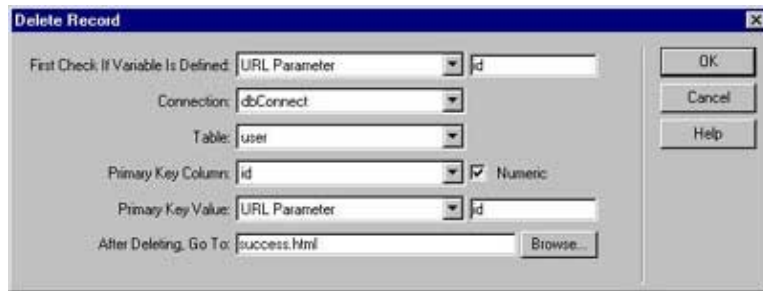 Delete Record
First Check If Variable Is Defined: URL Parameter id OK
Connection: dbConnect Cancel
Table: user Help
Primary Key Column: id Numeric
Primary Key Value: URL Parameter id
After Deleting, Go To: success.html Browse...